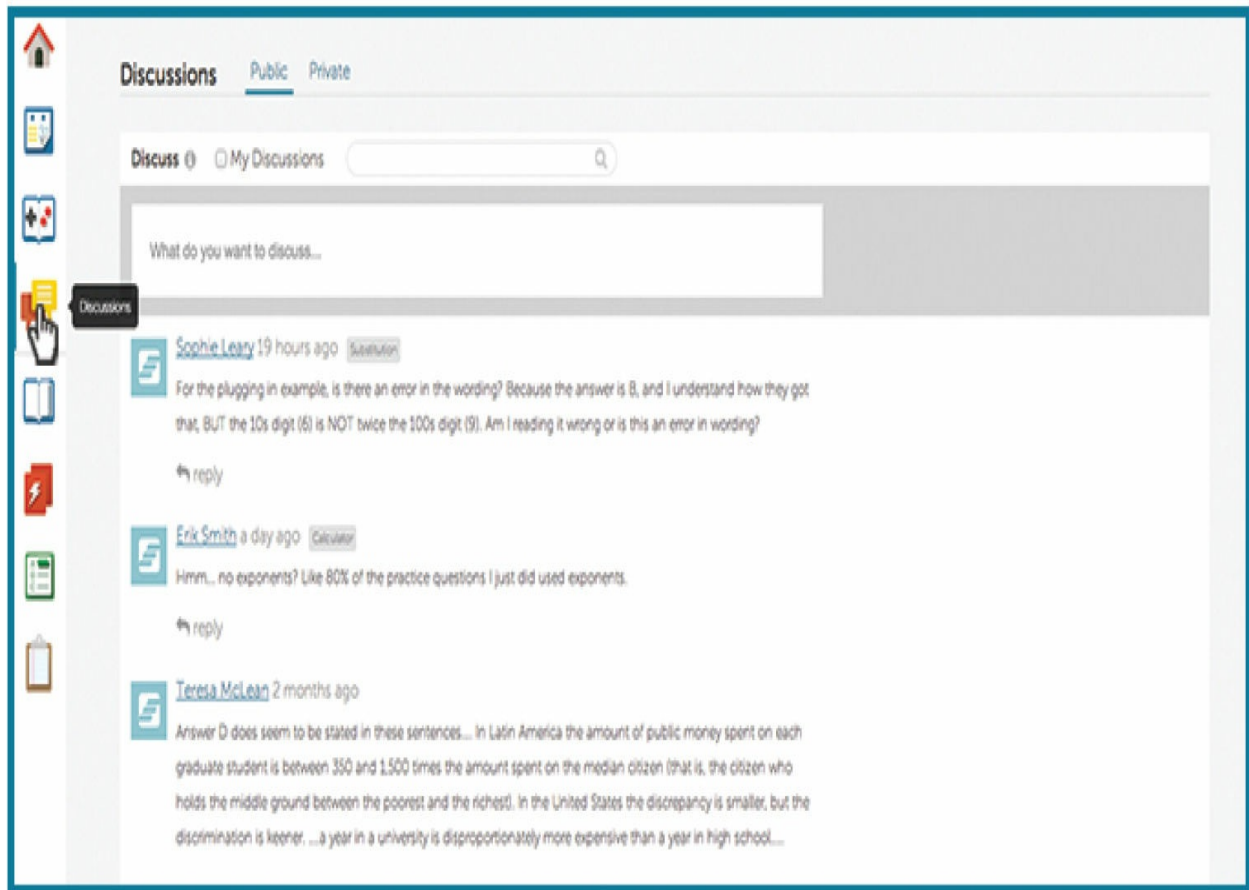 Discussions Public Private
Discuss My Discussions
What do you want to discuss...
Discussions
Sophie Leary 19 hours ago Substitution
For the plugging in example, is there an error in the wording? Because the answer is B, and I understand how they got
that, BUT the 10s digit (6) is NOT twice the 100s digit (9). Am I reading it wrong or is this an error in wording?
reply
Erik Smith a day ago Calculator
Hmm... no exponents? Like 80% of the practice questions I just did used exponents.
reply
Teresa McLean 2 months ago
Answer D does seem to be stated in these sentences.... In Latin America the amount of public money spent on each
graduate student is between 350 and 1,500 times the amount spent on the median citizen (that is, the citizen who
holds the middle ground between the poorest and the richest). In the United States the discrepancy is smaller, but the
discrimination is keener. ....a year in a university is disproportionately more expensive than a year in high school.....